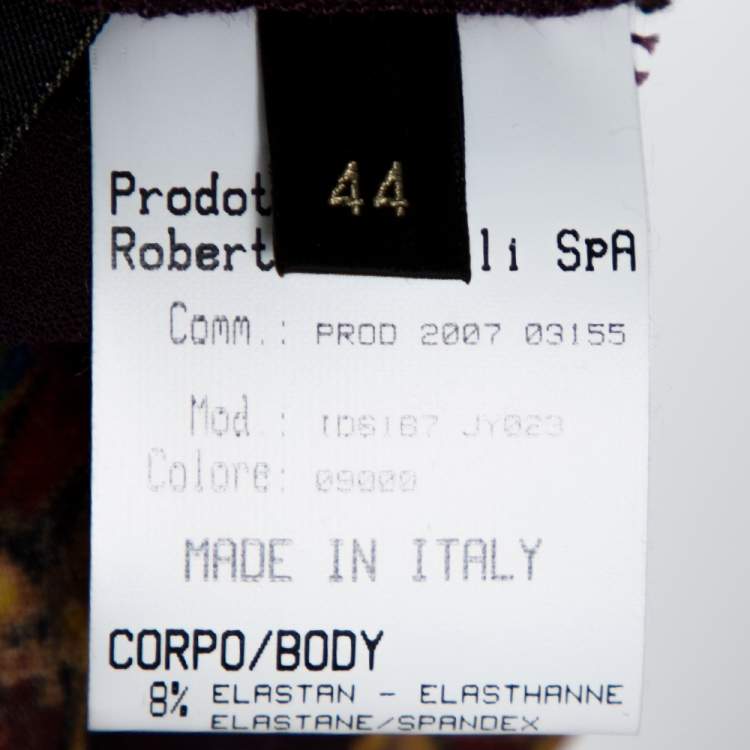 44
Prodot
Robert li SpA
Comm.: PROD 2007 03155
Mod.: ID6187 JY023
Colore: 09000
MADE IN ITALY
CORPO/BODY
8% ELASTAN - ELASTHANNE
ELASTANE/SPANDEX